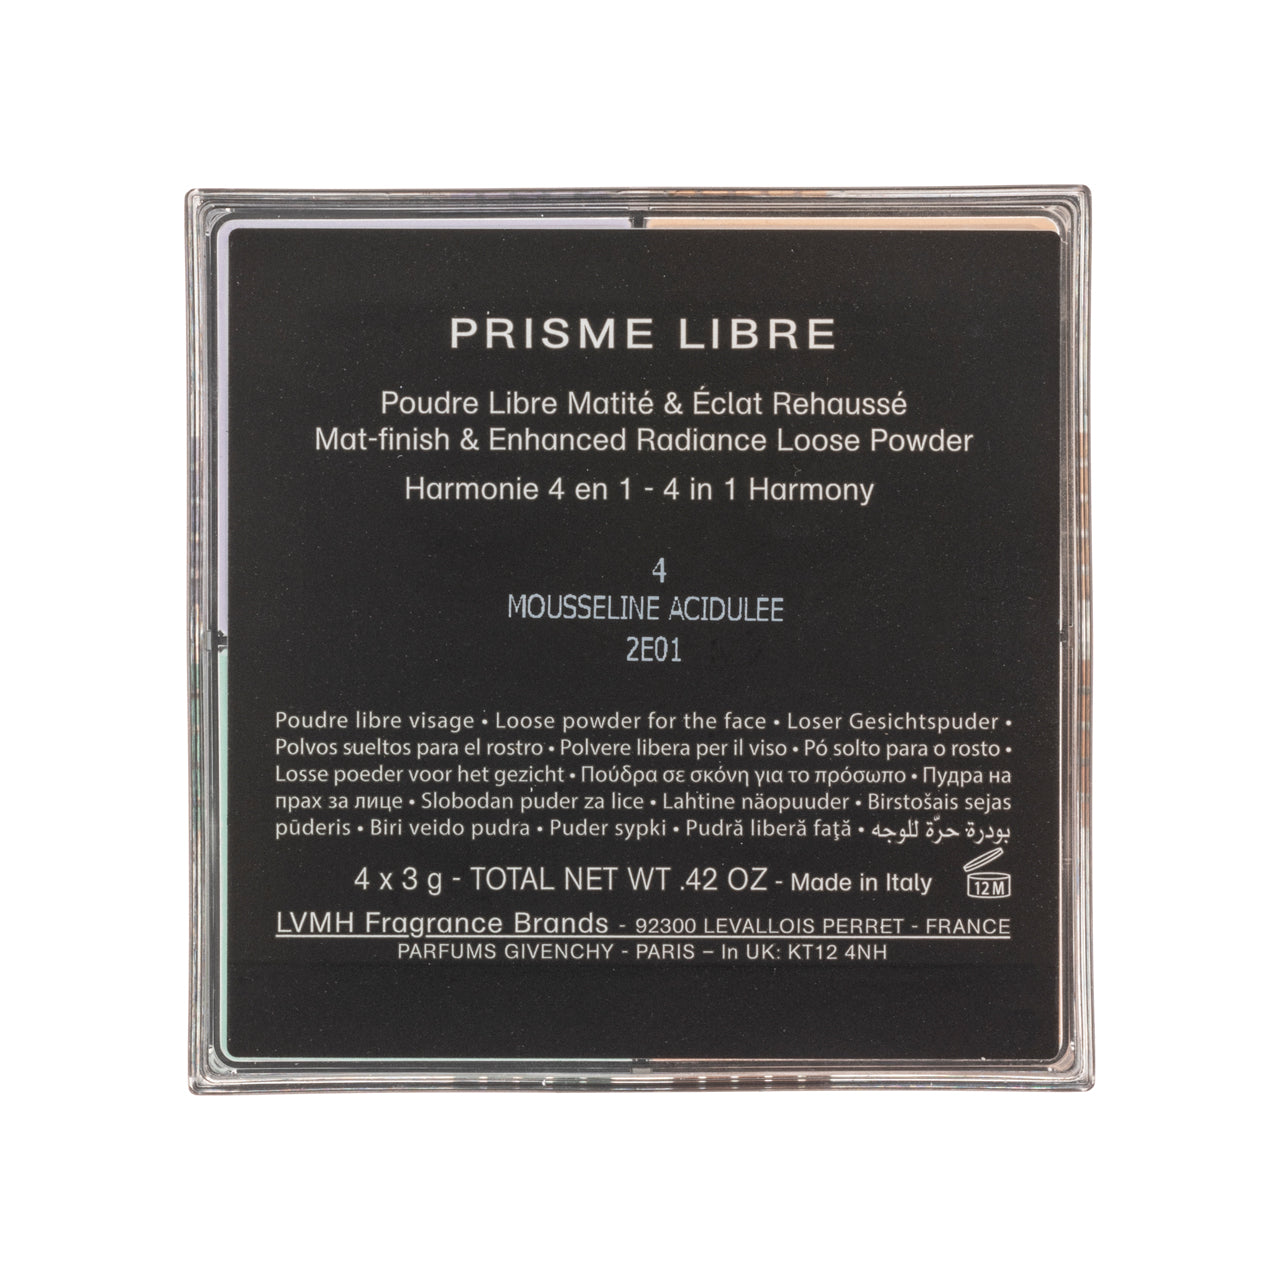 PRISME LIBRE
Poudre Libre Matité & Éclat Rehaussé
Mat-finish & Enhanced Radiance Loose Powder
Harmonie 4 en 1 - 4 in 1 Harmony
4
MOUSSELINE ACIDULEE
2E01
Poudre libre visage • Loose powder for the face • Loser Gesichtspuder •
Polvos sueltos para el rostro • Polvere libera per il viso • Pó solto para o rosto •
Losse poeder voor het gezicht • Πούδρα σε σκόνη για το πρόσωπο • Пудра на
прах за лице • Slobodan puder za lice • Lahtine näopuuder • Birstošais sejas
pūderis • Biri veido pudra • Puder sypki • Pudră liberă faţă • بودرة حرّة للوجه
4 x 3 g - TOTAL NET WT .42 OZ - Made in Italy
12 M
LVMH Fragrance Brands - 92300 LEVALLOIS PERRET - FRANCE
PARFUMS GIVENCHY - PARIS – In UK: KT12 4NH